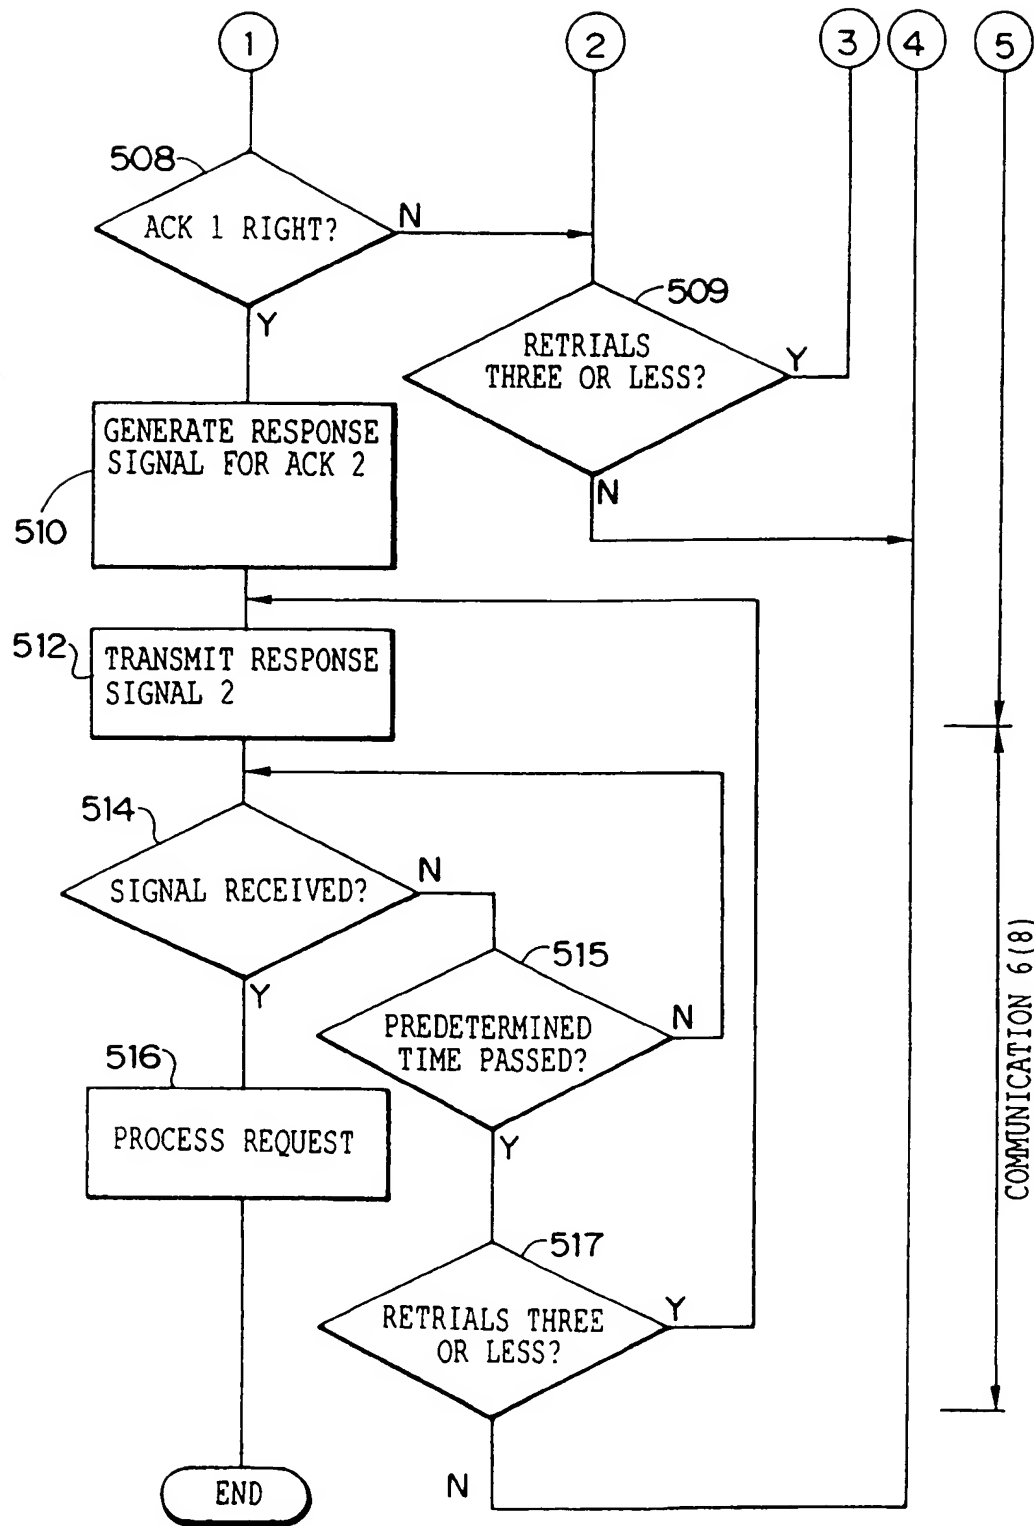 1
2
3
4
5
508
ACK 1 RIGHT?
N
Y
509
RETRIALS
THREE OR LESS?
Y
N
GENERATE RESPONSE
SIGNAL FOR ACK 2
510
512
TRANSMIT RESPONSE
SIGNAL 2
514
SIGNAL RECEIVED?
N
Y
515
PREDETERMINED
TIME PASSED?
N
Y
516
PROCESS REQUEST
517
RETRIALS THREE
OR LESS?
Y
N
END
COMMUNICATION 6(8)